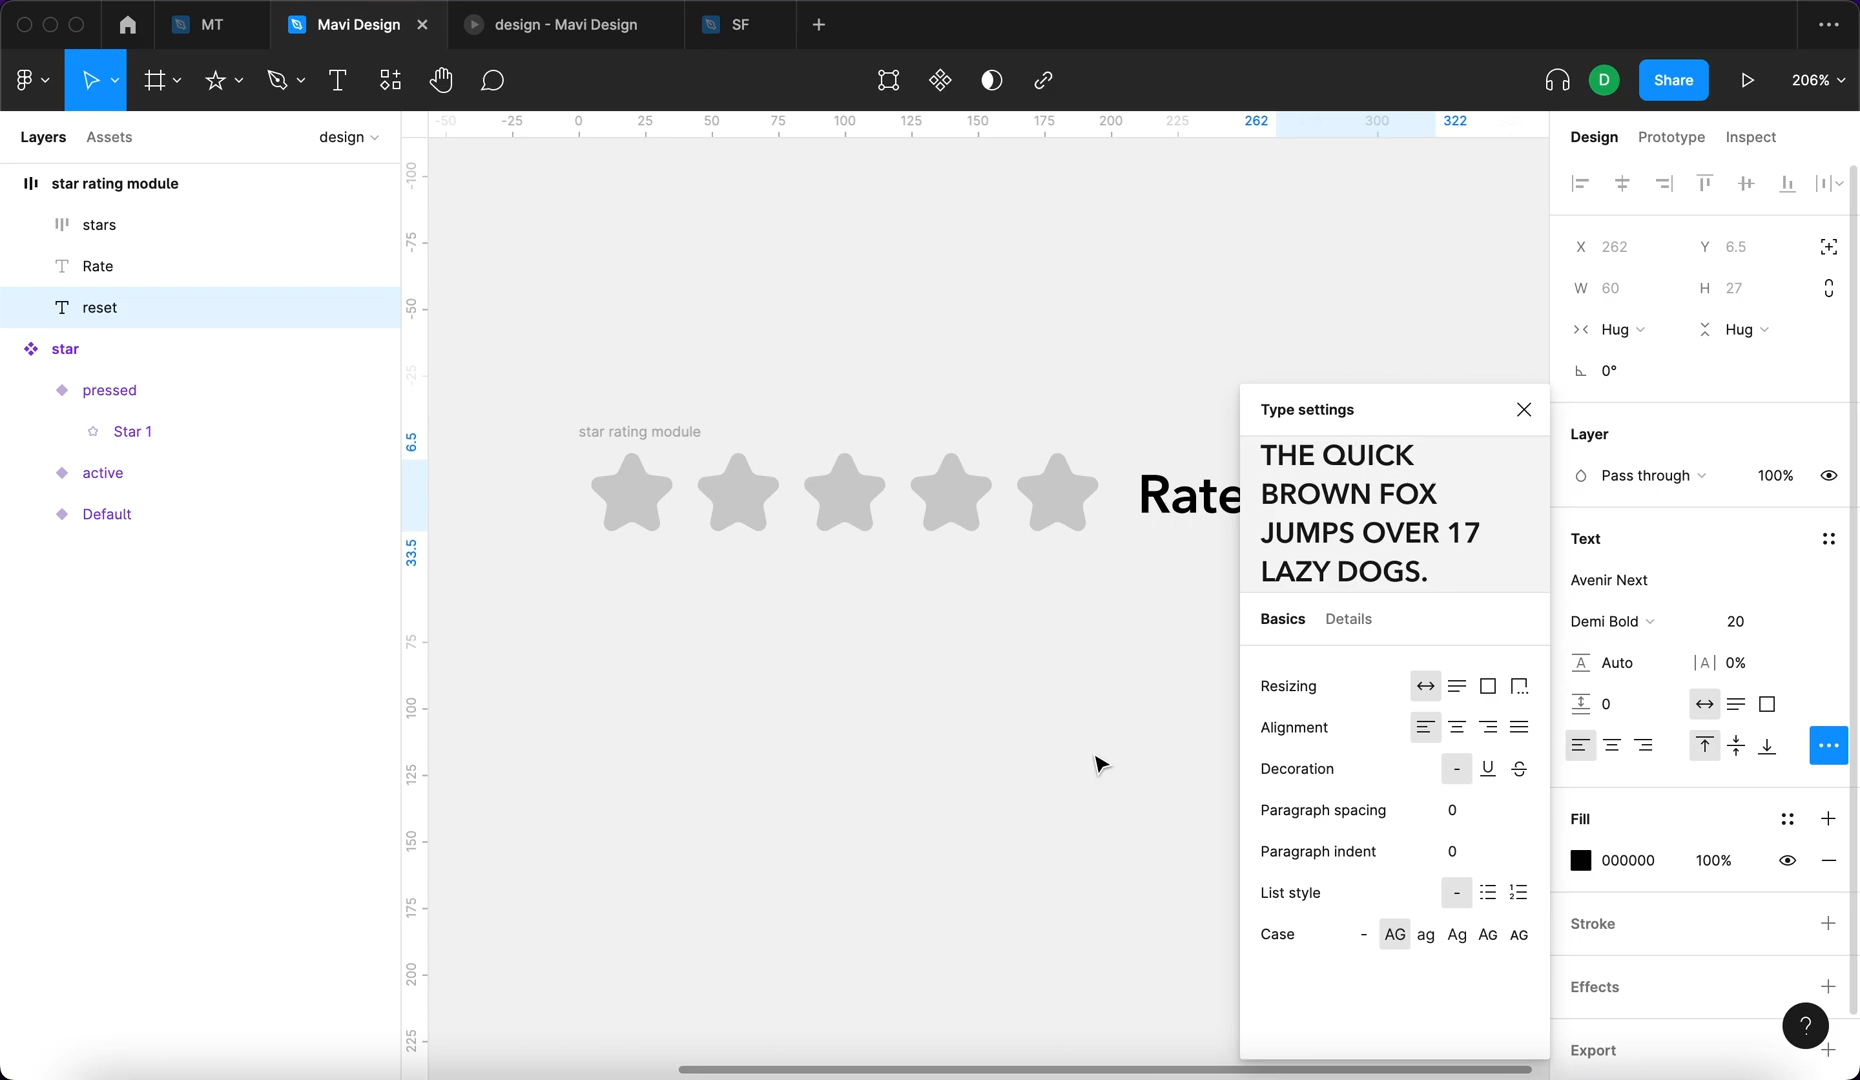 MT
Mavi Design
design - Mavi Design
SF
D
Share
206%
Layers
Assets
design
star rating module
stars
Rate
reset
star
pressed
Star 1
active
Default
-50
-25
0
25
50
75
100
125
150
175
200
225
262
300
322
-100
-75
-50
-25
6.5
33.5
75
100
125
150
175
200
225
star rating module
Rate
Type settings
THE QUICK
BROWN FOX
JUMPS OVER 17
LAZY DOGS.
Basics
Details
Resizing
Alignment
Decoration
-
U
S
Paragraph spacing
0
Paragraph indent
0
List style
-
Case
-
AG
ag
Ag
AG
AG
Design
Prototype
Inspect
X 262
Y 6.5
W 60
H 27
Hug
Hug
0°
Layer
Pass through
100%
Text
Avenir Next
Demi Bold
20
A Auto
|A| 0%
0
Fill
000000
100%
Stroke
Effects
Export
?